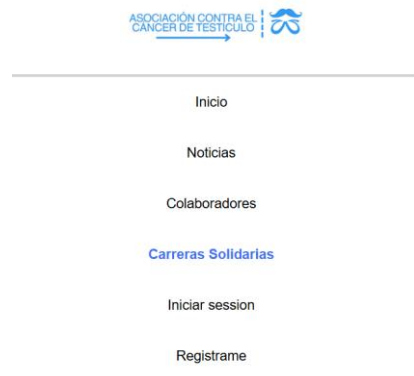 ASOCIACIÓN CONTRA EL
CÁNCER DE TESTÍCULO
Inicio
Noticias
Colaboradores
Carreras Solidarias
Iniciar session
Registrame